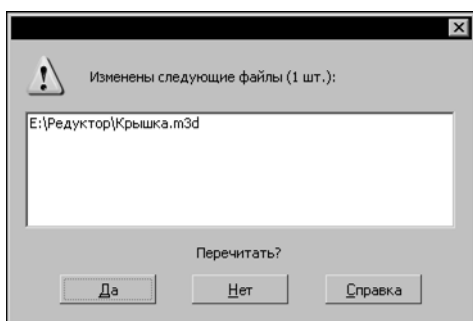 Изменены следующие файлы (1 шт.):
E:\Редуктор\Крышка.m3d
Перечитать?
Да Нет Справка